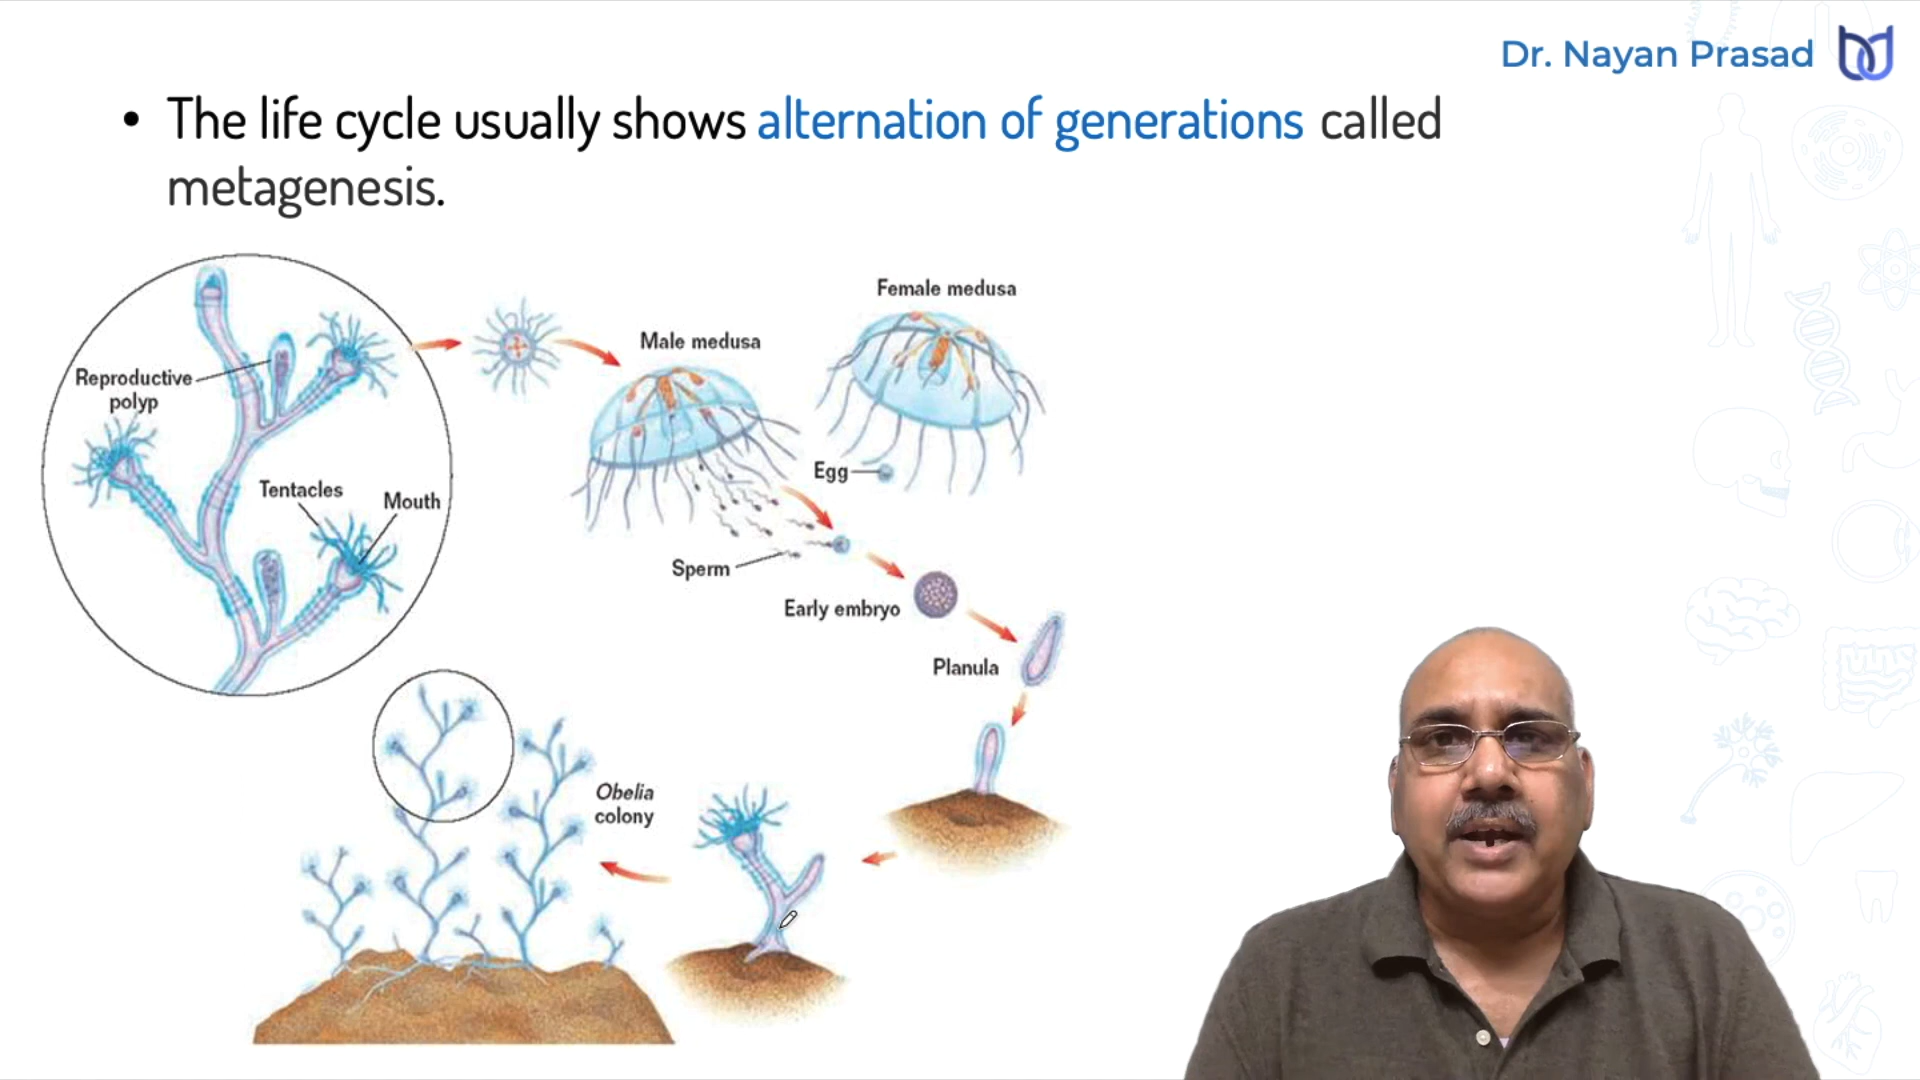 Dr. Nayan Prasad
• The life cycle usually shows alternation of generations called
metagenesis.
Female medusa
Male medusa
Reproductive
polyp
Tentacles
Mouth
Egg
Sperm
Early embryo
Planula
Obelia
colony